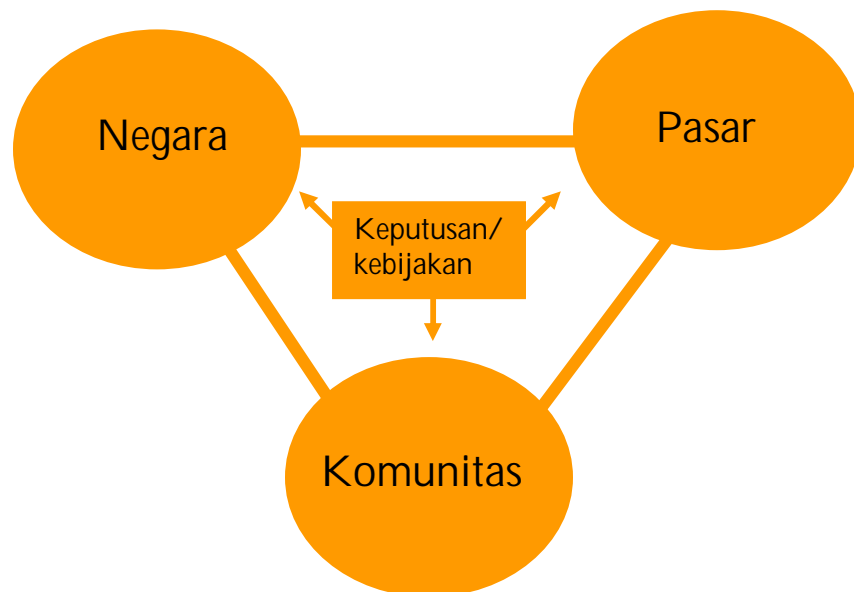 Negara
Pasar
Keputusan/
kebijakan
Komunitas